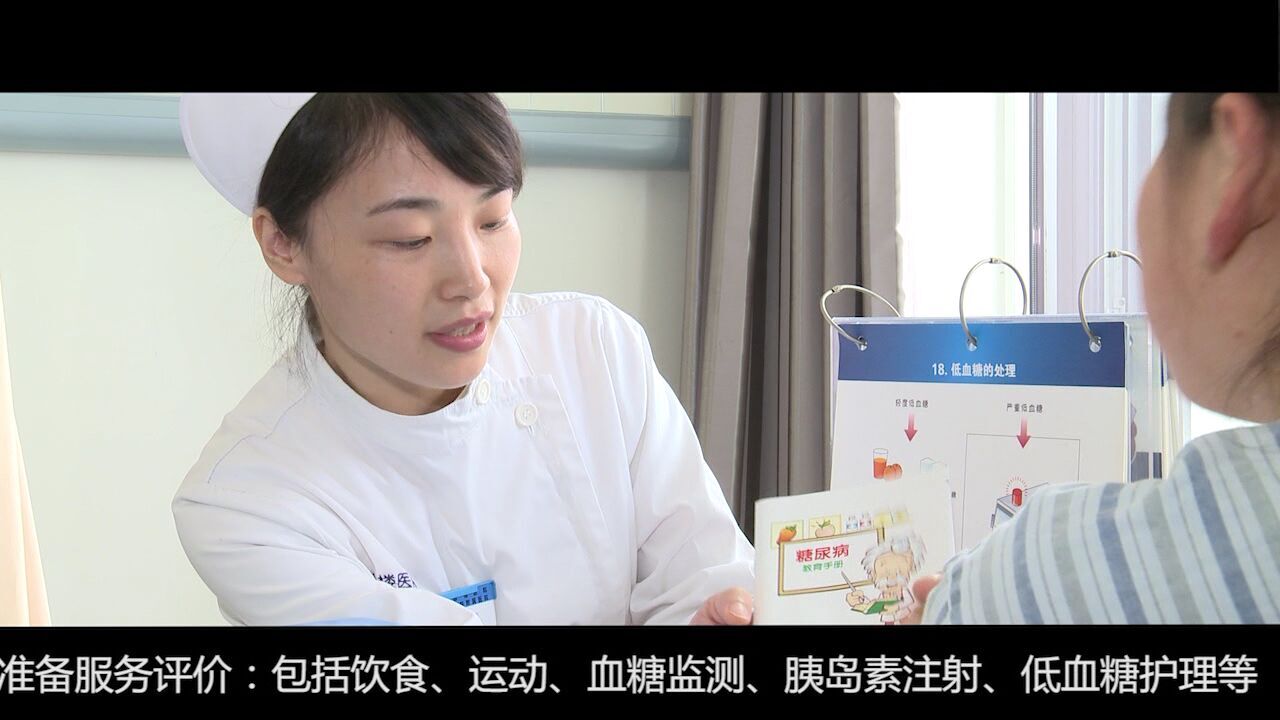 18. 低血糖的处理
轻度低血糖
严重低血糖
糖尿病
教育手册
楼医
准备服务评价：包括饮食、运动、血糖监测、胰岛素注射、低血糖护理等